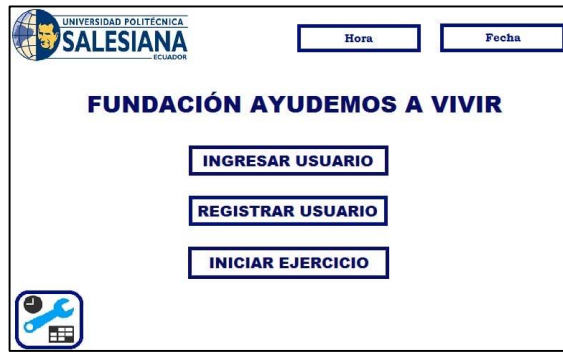 UNIVERSIDAD POLITÉCNICA
SALESIANA
ECUADOR
Hora
Fecha
FUNDACIÓN AYUDEMOS A VIVIR
INGRESAR USUARIO
REGISTRAR USUARIO
INICIAR EJERCICIO